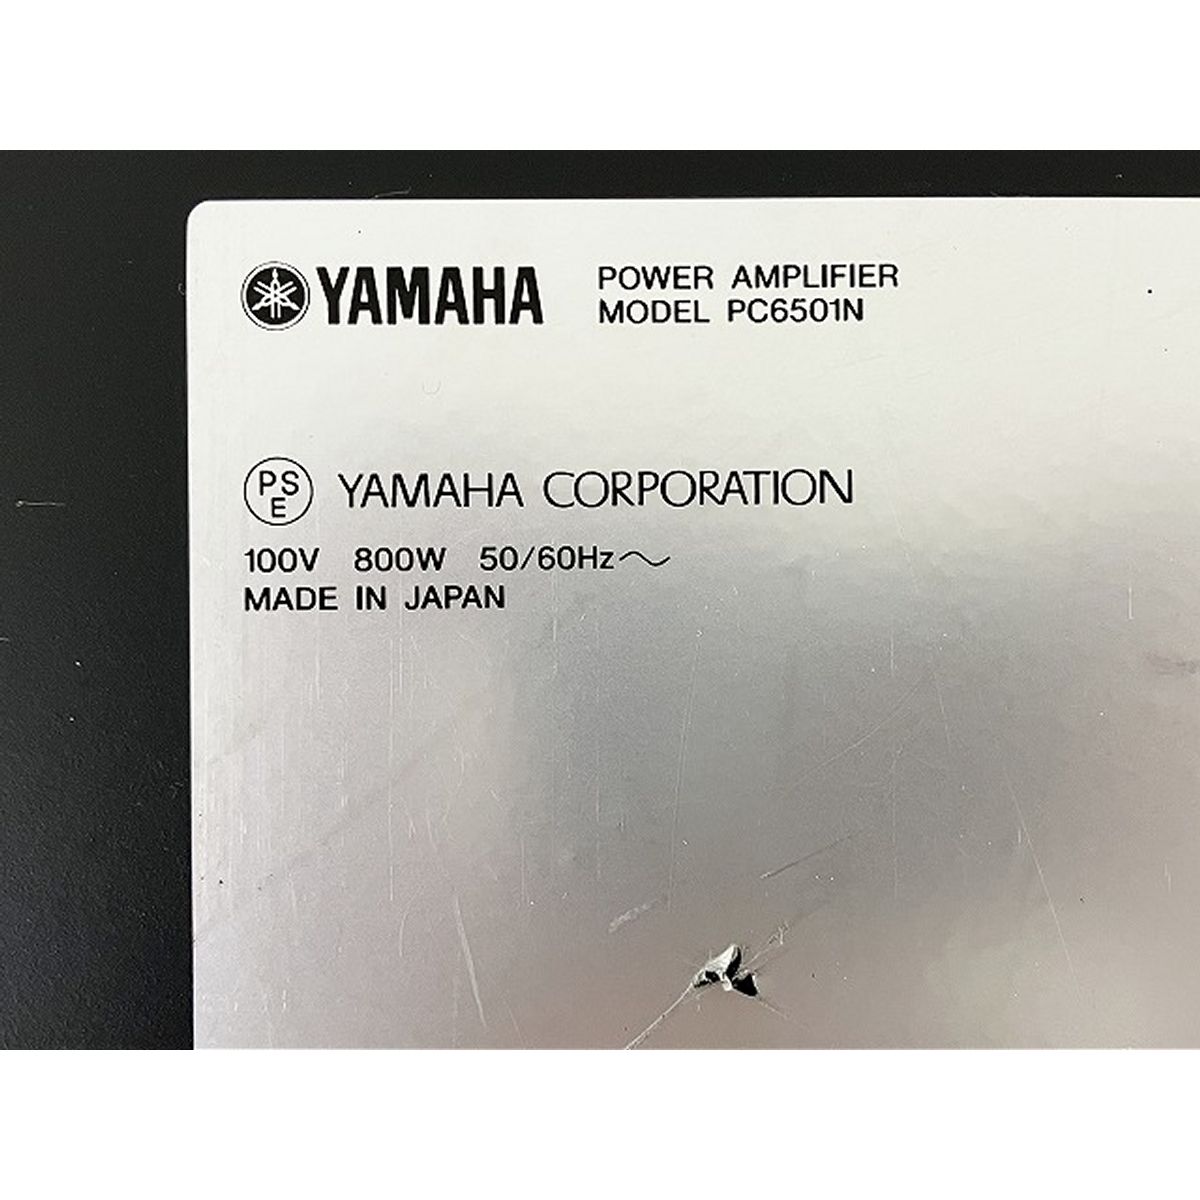 YAMAHA POWER AMPLIFIER
MODEL PC6501N
PSE YAMAHA CORPORATION
100V 800W 50/60Hz～
MADE IN JAPAN